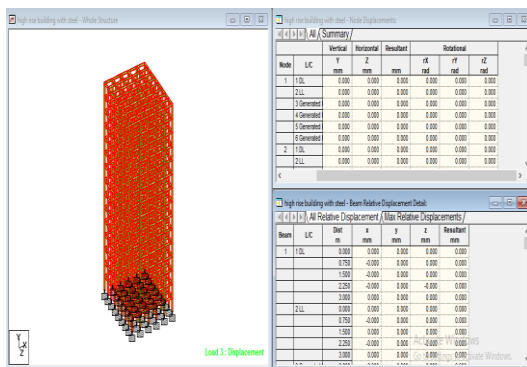 high rise building with steel - Whole Structure
Y
X
Z
Load 3 : Displacement
high rise building with steel - Node Displacements:
All Summary
Vertical Horizontal Resultant Rotational
Node L/C Y mm Z mm mm rX rad rY rad rZ rad
1 1 DL 0.000 0.000 0.000 0.000 0.000 0.000
2 LL 0.000 0.000 0.000 0.000 0.000 0.000
3 Generated 0.000 0.000 0.000 0.000 0.000 0.000
4 Generated 0.000 0.000 0.000 0.000 0.000 0.000
5 Generated 0.000 0.000 0.000 0.000 0.000 0.000
6 Generated 0.000 0.000 0.000 0.000 0.000 0.000
2 1 DL 0.000 0.000 0.000 0.000 0.000 0.000
2 LL 0.000 0.000 0.000 0.000 0.000 0.000
high rise building with steel - Beam Relative Displacement Detail:
All Relative Displacement Max Relative Displacements
Beam L/C Dist m x mm y mm z mm Resultant mm
1 1 DL 0.000 0.000 0.000 0.000 0.000
0.750 -0.000 0.000 0.000 0.000
1.500 -0.000 0.000 0.000 0.000
2.250 -0.000 0.000 -0.000 0.000
3.000 0.000 0.000 0.000 0.000
2 LL 0.000 0.000 0.000 0.000 0.000
0.750 -0.000 0.000 0.000 0.000
1.500 -0.000 0.000 0.000 0.000
2.250 -0.000 0.000 -0.000 0.000
3.000 0.000 0.000 0.000 0.000
Activate Windows
Go to Settings to activate Windows.